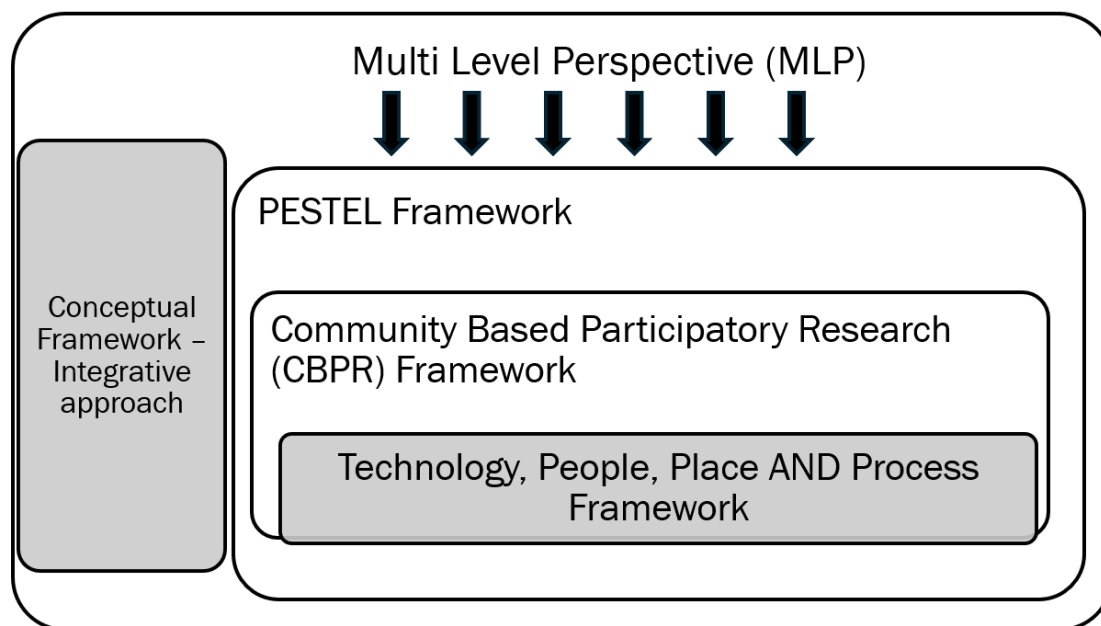 Multi Level Perspective (MLP)
PESTEL Framework
Conceptual
Framework –
Integrative
approach
Community Based Participatory Research
(CBPR) Framework
Technology, People, Place AND Process
Framework